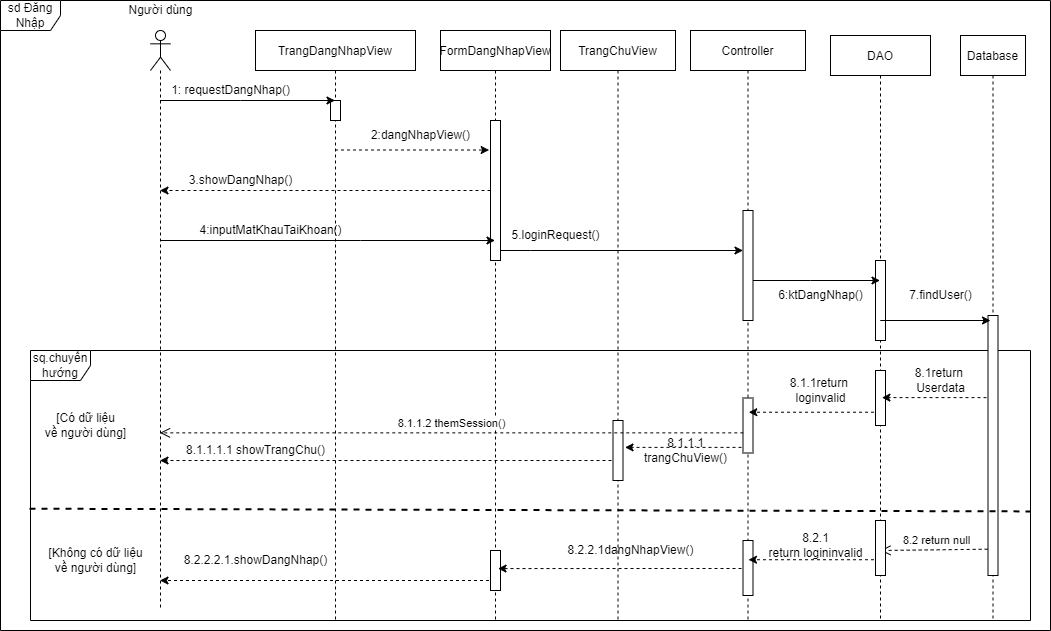 sd Đăng
Nhập
Người dùng
TrangDangNhapView
FormDangNhapView
TrangChuView
Controller
DAO
Database
1: requestDangNhap()
2:dangNhapView()
3.showDangNhap()
4:inputMatKhauTaiKhoan()
5.loginRequest()
6:ktDangNhap()
7.findUser()
sq.chuyên
hướng
[Có dữ liệu
về người dùng]
8.1return
Userdata
8.1.1return
loginvalid
8.1.1.2 themSession()
8.1.1.1
trangChuView()
8.1.1.1.1 showTrangChu()
[Không có dữ liệu
về người dùng]
8.2 return null
8.2.1
return logininvalid
8.2.2.1dangNhapView()
8.2.2.2.1.showDangNhap()